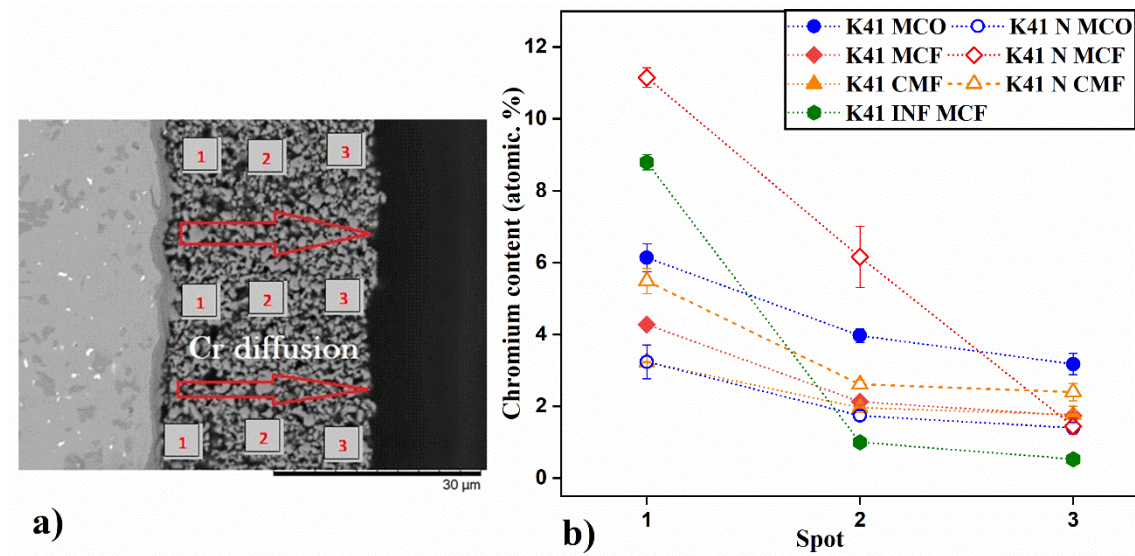 1 2 3
1 2 3
Cr diffusion
1 2 3
30 µm
a)
K41 MCO K41 N MCO
K41 MCF K41 N MCF
K41 CMF K41 N CMF
K41 INF MCF
Chromium content (atomic. %)
12
10
8
6
4
2
0
1 2 3
Spot
b)